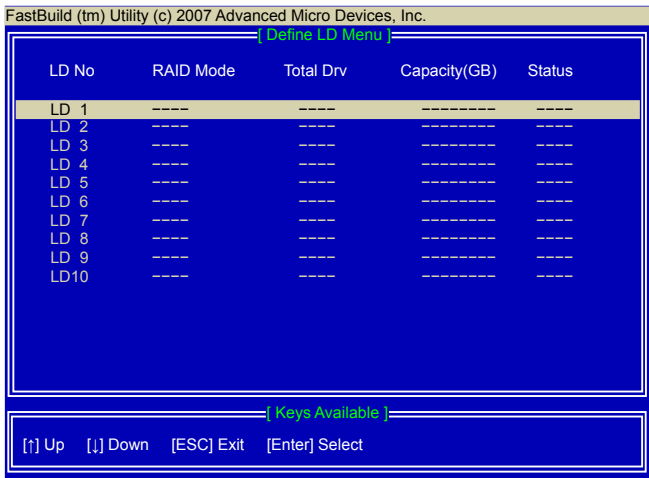 FastBuild (tm) Utility (c) 2007 Advanced Micro Devices, Inc.
[ Define LD Menu ]
LD No RAID Mode Total Drv Capacity(GB) Status
LD 1 ---- ---- -------- ----
LD 2 ---- ---- -------- ----
LD 3 ---- ---- -------- ----
LD 4 ---- ---- -------- ----
LD 5 ---- ---- -------- ----
LD 6 ---- ---- -------- ----
LD 7 ---- ---- -------- ----
LD 8 ---- ---- -------- ----
LD 9 ---- ---- -------- ----
LD10 ---- ---- -------- ----
[ Keys Available ]
[↑] Up [↓] Down [ESC] Exit [Enter] Select